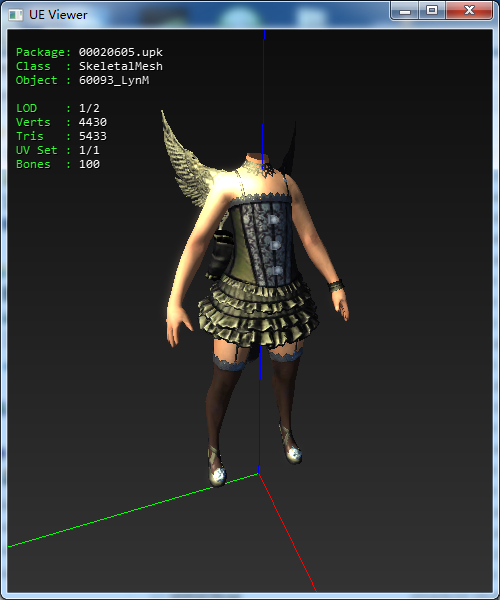 UE Viewer
Package: 00020605.upk
Class : SkeletalMesh
Object : 60093_LynM
LOD : 1/2
Verts : 4430
Tris : 5433
UV Set : 1/1
Bones : 100